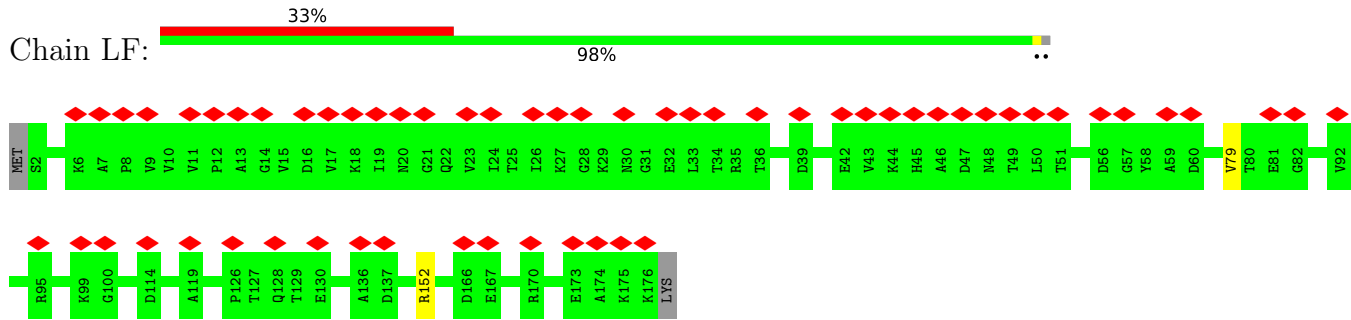 33%
Chain LF:
98%
••
MET S2 K6 A7 P8 V9 V10 V11 P12 A13 G14 V15 D16 V17 K18 I19 N20 G21 Q22 V23 I24 T25 I26 K27 G28 K29 N30 G31 E32 L33 T34 R35 T36 D39 E42 V43 K44 H45 A46 D47 N48 T49 L50 T51 D56 G57 Y58 A59 D60 V79 T80 E81 G82 V92
R95 K99 G100 D114 A119 P126 T127 Q128 T129 E130 A136 D137 R152 D166 E167 R170 E173 A174 K175 K176 LYS